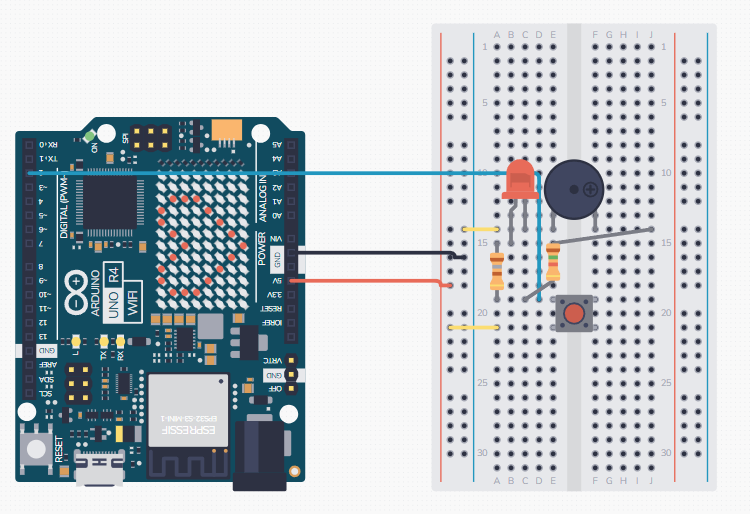 A B C D E F G H I J
1 1
5 5
10 10
15 15
20 20
25 25
30 30
A B C D E F G H I J
ON
SPI
RX-0
TX-1
~3
4
~5
~6
7
8
~9
~10
~11
12
13
GND
AREF
SDA
SCL
DIGITAL (PWM~)
ANALOG IN
A5
A4
A2
A1
A0
POWER
VIN
GND
5V
3.3V
RESET
IOREF
VRTC
GND
OFF
ARDUINO
UNO R4
WIFI
L
TX
RX
ESPRESSIF
ESP32-S3-MINI-1
RESET